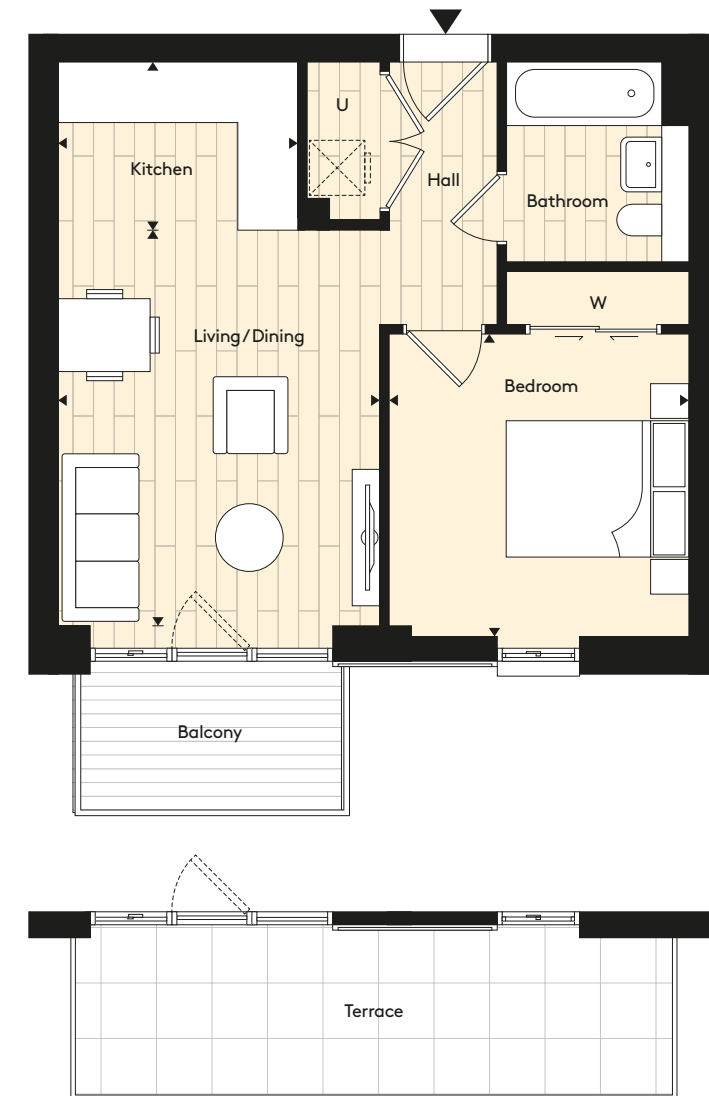 U
Kitchen
Hall
Bathroom
W
Living/Dining
Bedroom
Balcony
Terrace